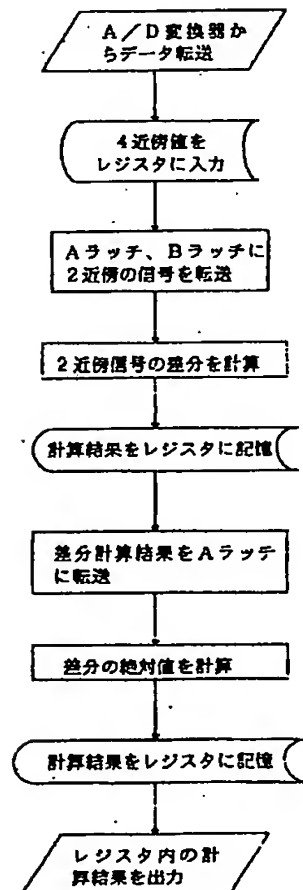 A/D変換器か
らデータ転送
4近傍値を
レジスタに入力
Aラッチ、Bラッチに
2近傍の信号を転送
2近傍信号の差分を計算
計算結果をレジスタに記憶
差分計算結果をAラッチ
に転送
差分の絶対値を計算
計算結果をレジスタに記憶
レジスタ内の計
算結果を出力